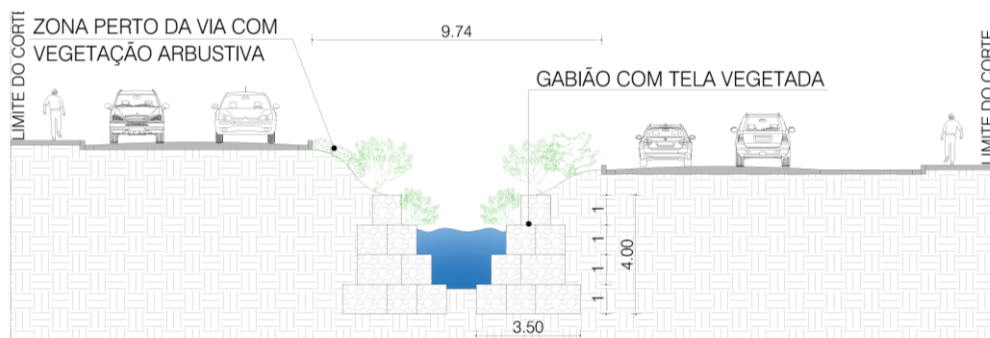 LIMITE DO CORTE
ZONA PERTO DA VIA COM
VEGETAÇÃO ARBUSTIVA
9.74
GABIÃO COM TELA VEGETADA
LIMITE DO CORTE
1
1
1
1
4.00
3.50